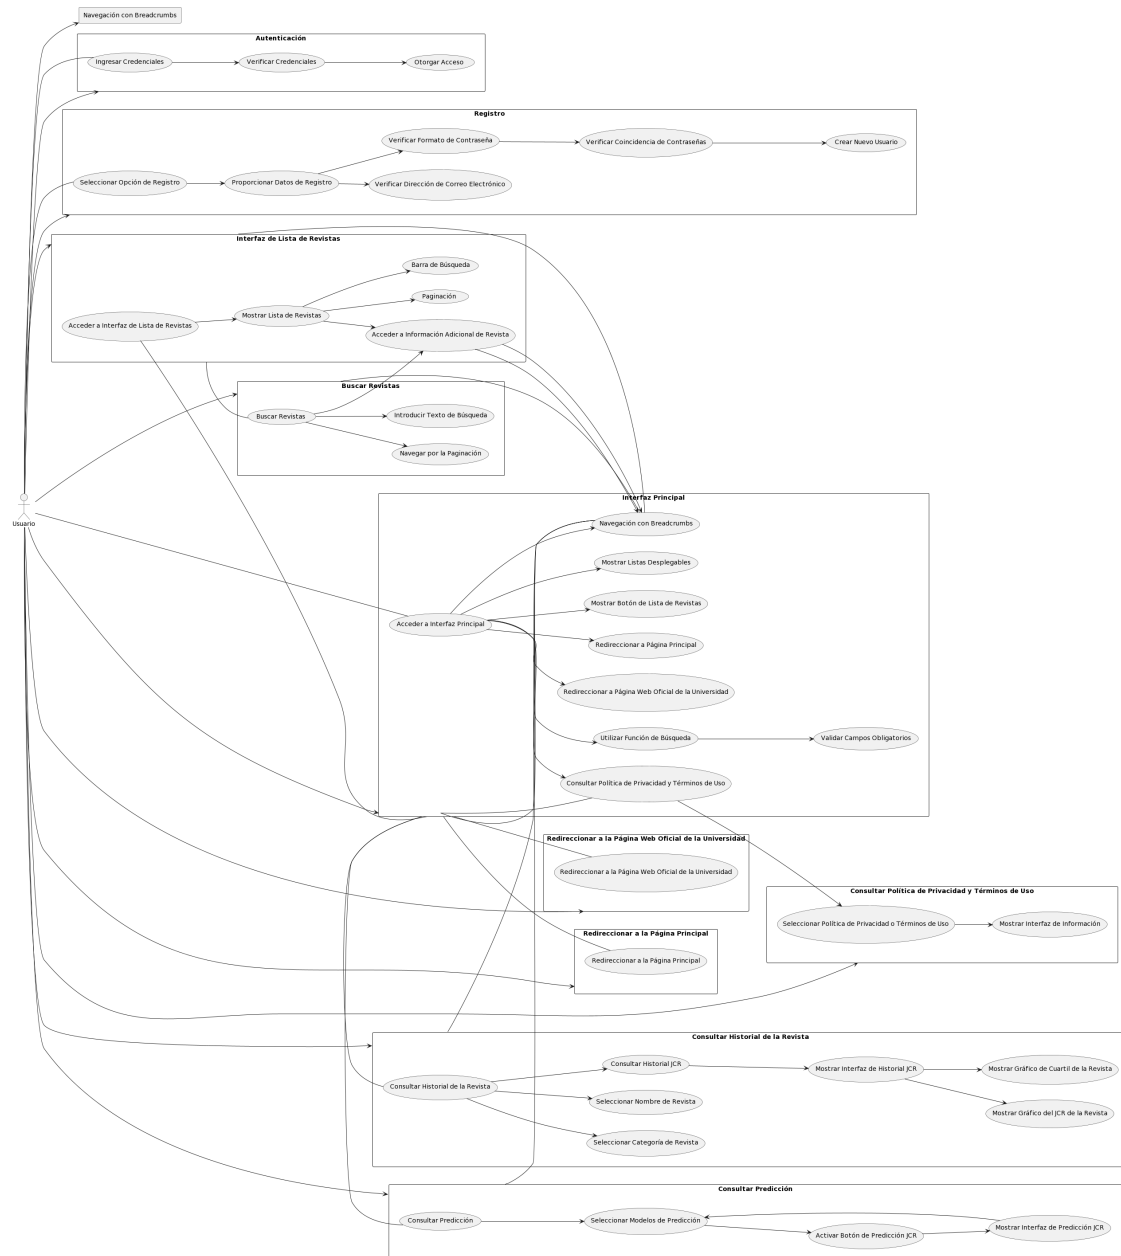 Navegación con Breadcrumbs
Autenticación
Ingresar Credenciales
Verificar Credenciales
Otorgar Acceso
Registro
Verificar Formato de Contraseña
Verificar Coincidencia de Contraseñas
Crear Nuevo Usuario
Seleccionar Opción de Registro
Proporcionar Datos de Registro
Verificar Dirección de Correo Electrónico
Interfaz de Lista de Revistas
Barra de Búsqueda
Paginación
Mostrar Lista de Revistas
Acceder a Interfaz de Lista de Revistas
Acceder a Información Adicional de Revista
Buscar Revistas
Buscar Revistas
Introducir Texto de Búsqueda
Navegar por la Paginación
Usuario
Interfaz Principal
Navegación con Breadcrumbs
Mostrar Listas Desplegables
Mostrar Botón de Lista de Revistas
Acceder a Interfaz Principal
Redireccionar a Página Principal
Redireccionar a Página Web Oficial de la Universidad
Utilizar Función de Búsqueda
Validar Campos Obligatorios
Consultar Política de Privacidad y Términos de Uso
Redireccionar a la Página Web Oficial de la Universidad
Redireccionar a la Página Web Oficial de la Universidad
Consultar Política de Privacidad y Términos de Uso
Seleccionar Política de Privacidad o Términos de Uso
Mostrar Interfaz de Información
Redireccionar a la Página Principal
Redireccionar a la Página Principal
Consultar Historial de la Revista
Consultar Historial JCR
Mostrar Interfaz de Historial JCR
Mostrar Gráfico de Cuartil de la Revista
Consultar Historial de la Revista
Seleccionar Nombre de Revista
Mostrar Gráfico del JCR de la Revista
Seleccionar Categoría de Revista
Consultar Predicción
Consultar Predicción
Seleccionar Modelos de Predicción
Activar Botón de Predicción JCR
Mostrar Interfaz de Predicción JCR